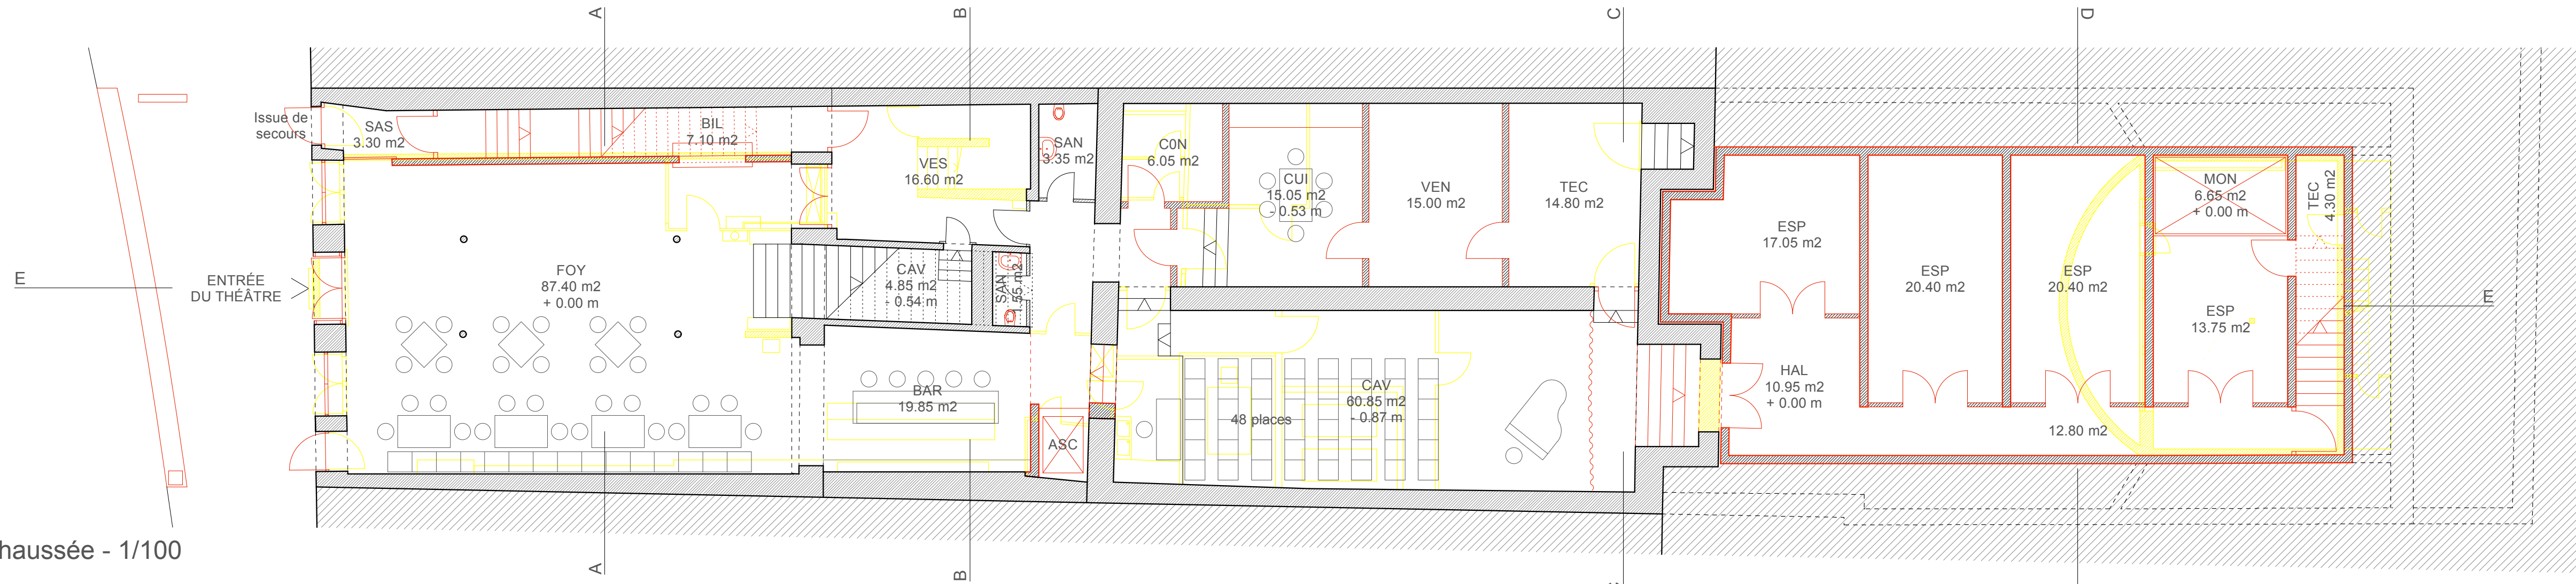 A
B
C
D
Issue de
secours
SAS
3.30 m2
BIL
7.10 m2
VES
16.60 m2
SAN
3.35 m2
C0N
6.05 m2
CUI
15.05 m2
- 0.53 m
VEN
15.00 m2
TEC
14.80 m2
ESP
17.05 m2
ESP
20.40 m2
ESP
20.40 m2
MON
6.65 m2
+ 0.00 m
TEC
4.30 m2
E
ENTRÉE
DU THÉÂTRE
FOY
87.40 m2
+ 0.00 m
CAV
4.85 m2
- 0.54 m
SAN
ESP
13.75 m2
E
BAR
19.85 m2
ASC
48 places
CAV
60.85 m2
- 0.87 m
HAL
10.95 m2
+ 0.00 m
12.80 m2
haussée - 1/100
A
B